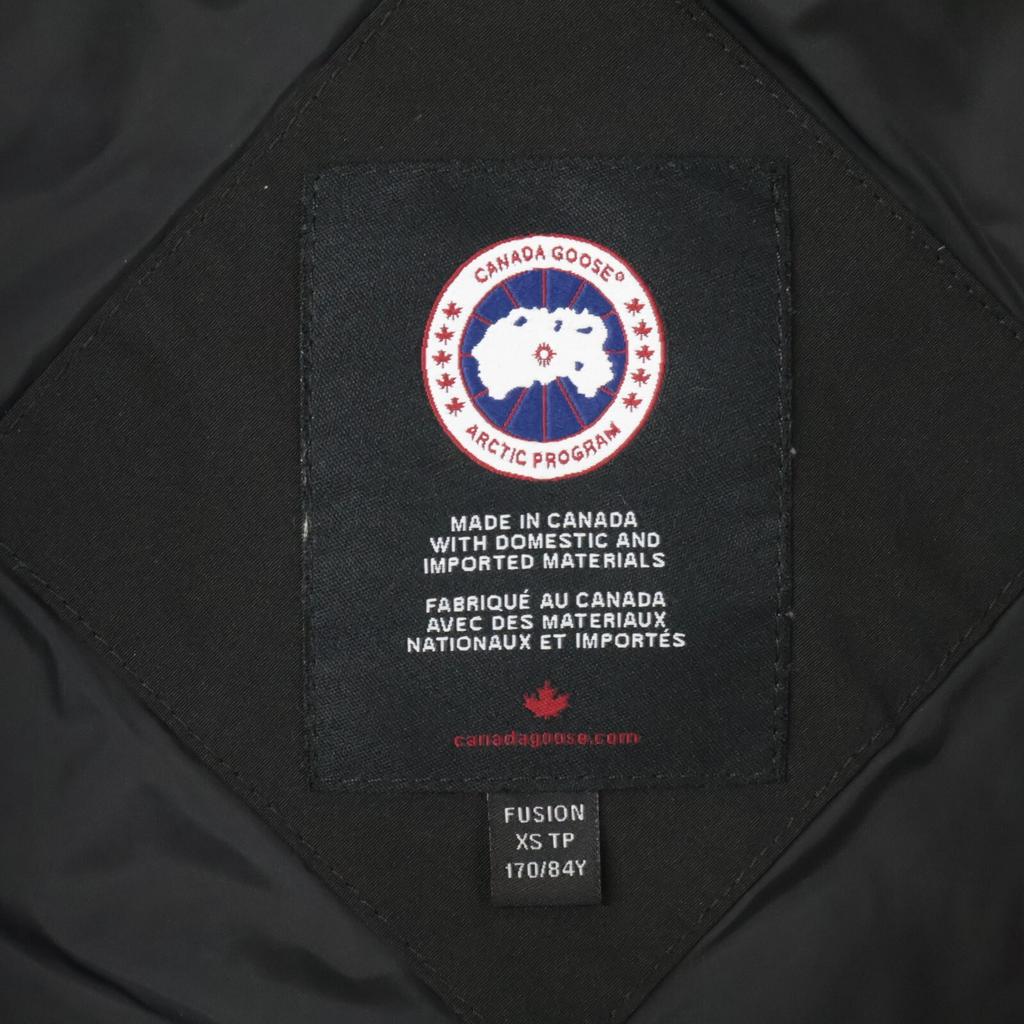 CANADA GOOSE®
ARCTIC PROGRAM
MADE IN CANADA
WITH DOMESTIC AND
IMPORTED MATERIALS
FABRIQUÉ AU CANADA
AVEC DES MATERIAUX
NATIONAUX ET IMPORTÉS
canadagoose.com
FUSION
XS TP
170/84Y